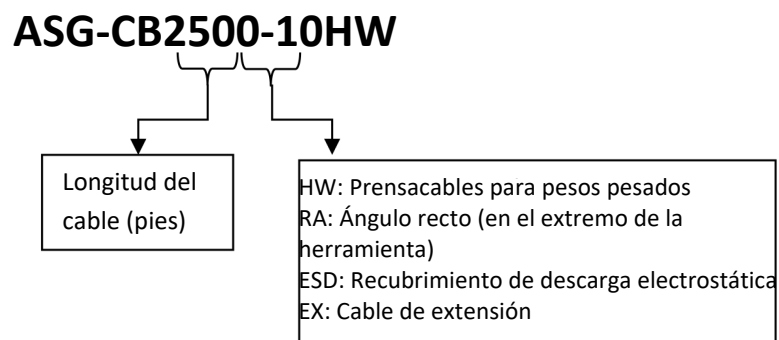 ASG-CB2500-10HW
Longitud del
cable (pies)
HW: Prensacables para pesos pesados
RA: Ángulo recto (en el extremo de la
herramienta)
ESD: Recubrimiento de descarga electrostática
EX: Cable de extensión